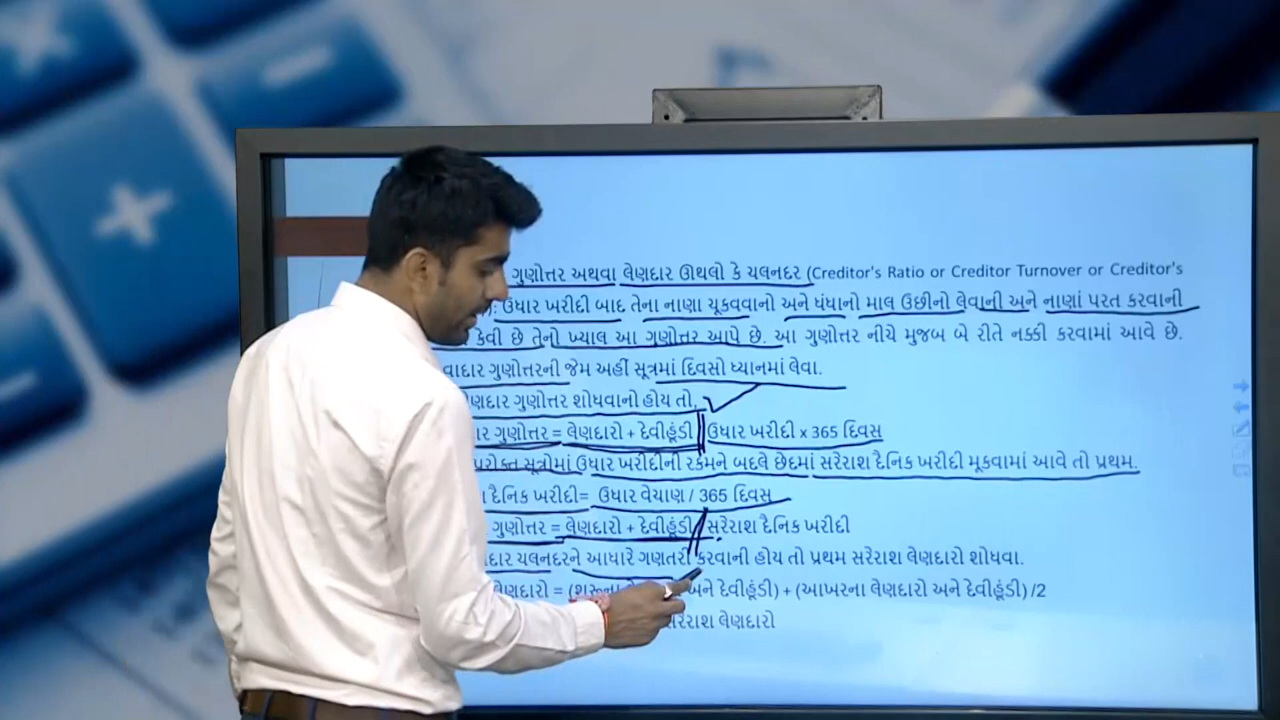 ગુણોત્તર અથવા લેણદાર ઊથલો કે ચલનદર (Creditor's Ratio or Creditor Turnover or Creditor's
): ઉધાર ખરીદી બાદ તેના નાણા ચૂકવવાનો અને ધંધાનો માલ ઉછીનો લેવાની અને નાણાં પરત કરવાની
કેવી છે તેનો ખ્યાલ આ ગુણોત્તર આપે છે. આ ગુણોત્તર નીચે મુજબ બે રીતે નક્કી કરવામાં આવે છે.
ગુણોત્તરની જેમ અહીં સૂત્રમાં દિવસો ધ્યાનમાં લેવા.
ગુણોત્તર શોધવાનો હોય તો,
ગુણોત્તર = લેણદારો + દેવીહૂંડી / ઉધાર ખરીદી x 365 દિવસ
સૂત્રોમાં ઉધાર ખરીદીની રકમને બદલે છેદમાં સરેરાશ દૈનિક ખરીદી મૂકવામાં આવે તો પ્રથમ.
દૈનિક ખરીદી= ઉધાર વેચાણ / 365 દિવસ
ગુણોત્તર = લેણદારો + દેવીહૂંડી / સરેરાશ દૈનિક ખરીદી
ચલનદરને આધારે ગણતરી કરવાની હોય તો પ્રથમ સરેરાશ લેણદારો શોધવા.
લેણદારો = (શરૂના અને દેવીહૂંડી) + (આખરના લેણદારો અને દેવીહૂંડી) /2
સરેરાશ લેણદારો